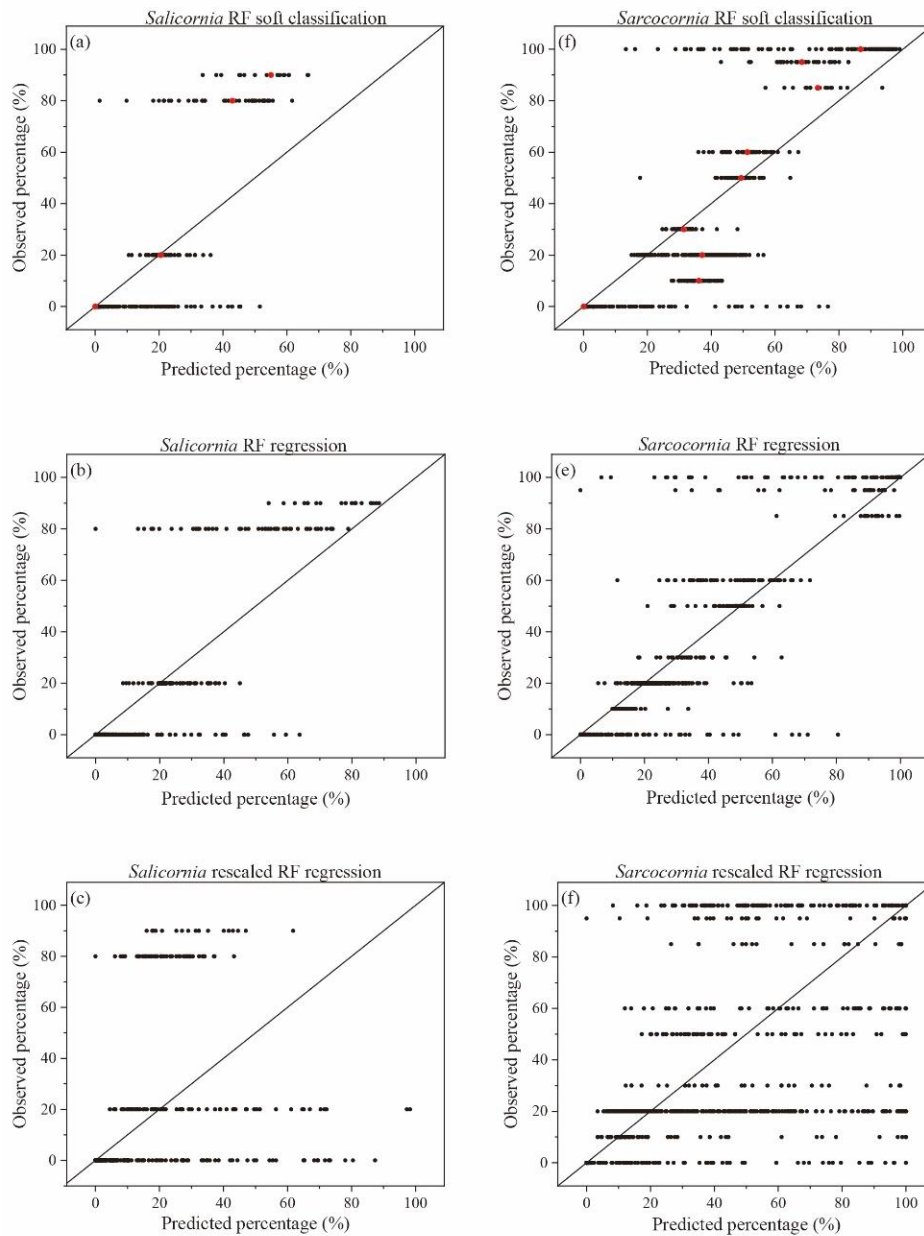 Salicornia RF soft classification
(a)
100
80
60
40
20
0
Observed percentage (%)
0 20 40 60 80 100
Predicted percentage (%)
Sarcocornia RF soft classification
(f)
100
80
60
40
20
0
Observed percentage (%)
0 20 40 60 80 100
Predicted percentage (%)
Salicornia RF regression
(b)
100
80
60
40
20
0
Observed percentage (%)
0 20 40 60 80 100
Predicted percentage (%)
Sarcocornia RF regression
(e)
100
80
60
40
20
0
Observed percentage (%)
0 20 40 60 80 100
Predicted percentage (%)
Salicornia rescaled RF regression
(c)
100
80
60
40
20
0
Observed percentage (%)
0 20 40 60 80 100
Predicted percentage (%)
Sarcocornia rescaled RF regression
(f)
100
80
60
40
20
0
Observed percentage (%)
0 20 40 60 80 100
Predicted percentage (%)